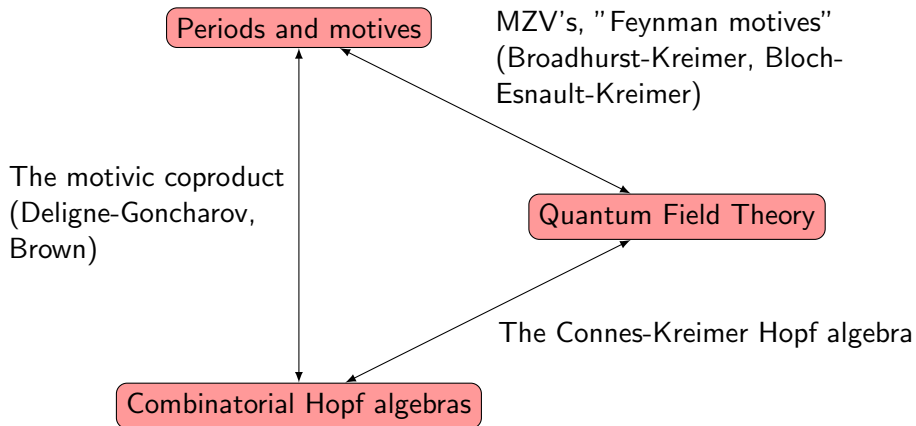 Periods and motives
MZV's, "Feynman motives"
(Broadhurst-Kreimer, Bloch-
Esnault-Kreimer)
The motivic coproduct
(Deligne-Goncharov,
Brown)
Quantum Field Theory
The Connes-Kreimer Hopf algebra
Combinatorial Hopf algebras